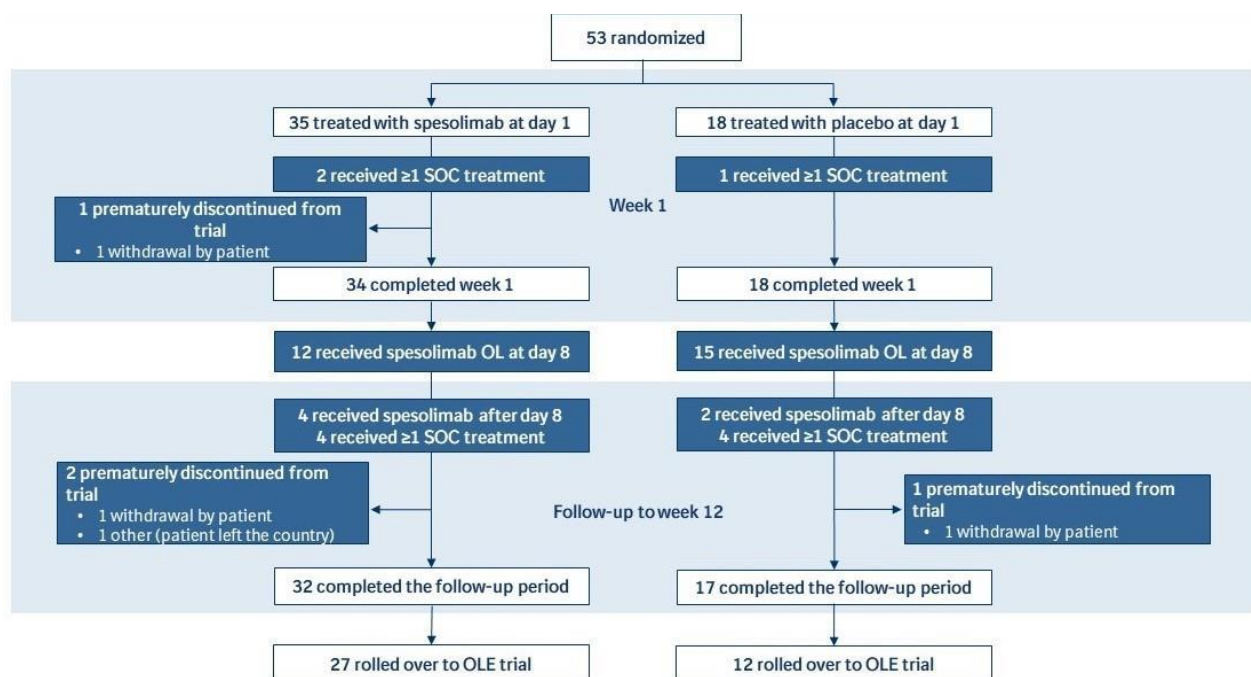 53 randomized
35 treated with spesolimab at day 1
18 treated with placebo at day 1
2 received ≥1 SOC treatment
1 received ≥1 SOC treatment
Week 1
1 prematurely discontinued from
trial
• 1 withdrawal by patient
34 completed week 1
18 completed week 1
12 received spesolimab OL at day 8
15 received spesolimab OL at day 8
4 received spesolimab after day 8
4 received ≥1 SOC treatment
2 received spesolimab after day 8
4 received ≥1 SOC treatment
2 prematurely discontinued from
trial
• 1 withdrawal by patient
• 1 other (patient left the country)
Follow-up to week 12
1 prematurely discontinued from
trial
• 1 withdrawal by patient
32 completed the follow-up period
17 completed the follow-up period
27 rolled over to OLE trial
12 rolled over to OLE trial